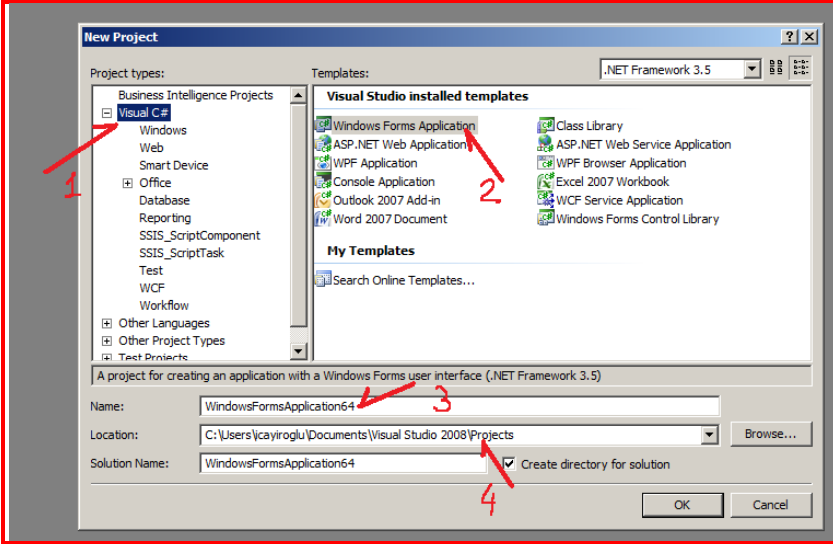 New Project
Project types:
Templates:
.NET Framework 3.5
Business Intelligence Projects
Visual C#
Windows
Web
Smart Device
Office
Database
Reporting
SSIS_ScriptComponent
SSIS_ScriptTask
Test
WCF
Workflow
Other Languages
Other Project Types
Test Projects
1
Visual Studio installed templates
Windows Forms Application
Class Library
ASP.NET Web Application
ASP.NET Web Service Application
WPF Application
WPF Browser Application
Console Application
Excel 2007 Workbook
Outlook 2007 Add-in
WCF Service Application
Word 2007 Document
Windows Forms Control Library
2
My Templates
Search Online Templates...
A project for creating an application with a Windows Forms user interface (.NET Framework 3.5)
Name:
WindowsFormsApplication64
3
Location:
C:\Users\icayiroglu\Documents\Visual Studio 2008\Projects
Browse...
Solution Name:
WindowsFormsApplication64
Create directory for solution
4
OK
Cancel